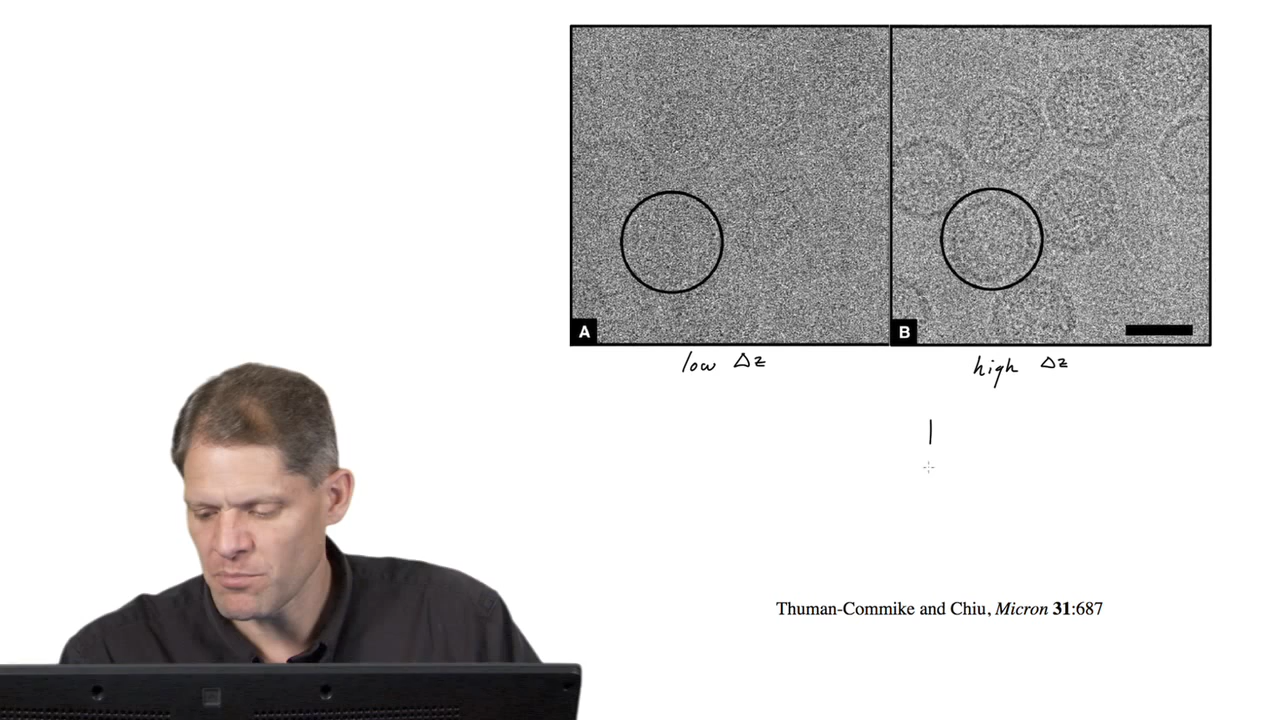 A
B
low Δz
high Δz
Thuman-Commike and Chiu, Micron 31:687